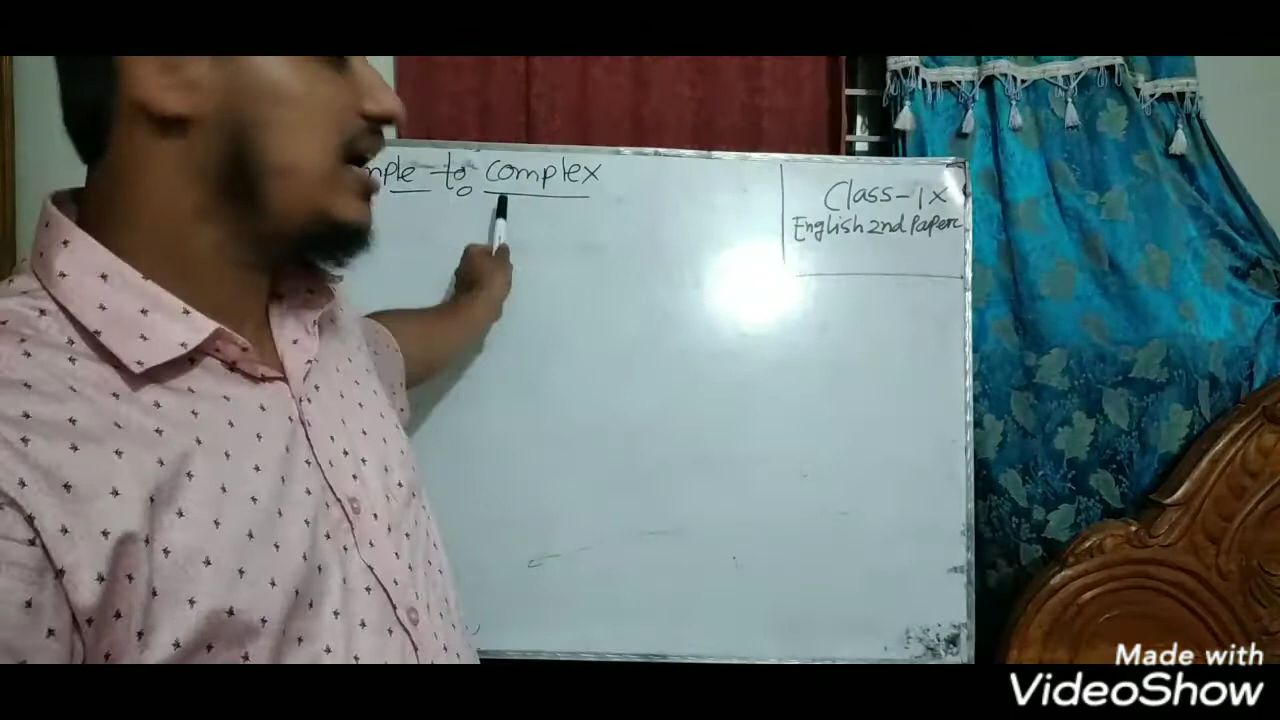 mple to complex
Class-IX
English 2nd Paper
Made with
VideoShow